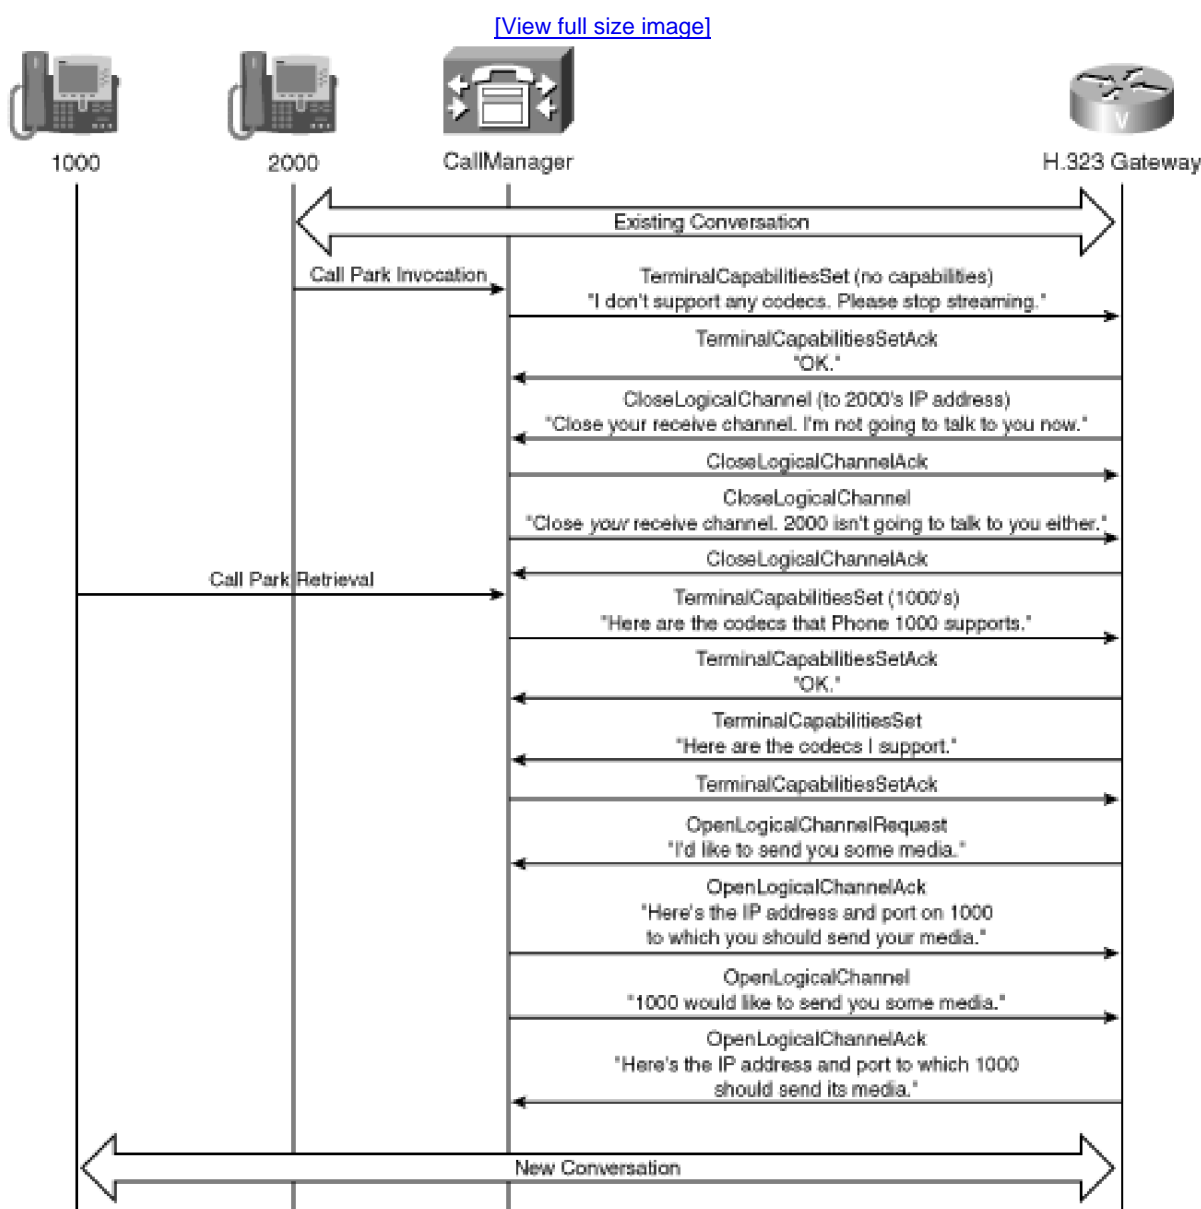 [View full size image]
1000
2000
CallManager
H.323 Gateway
V
Existing Conversation
Call Park Invocation
TerminalCapabilitiesSet (no capabilities)
"I don't support any codecs. Please stop streaming."
TerminalCapabilitiesSetAck
"OK."
CloseLogicalChannel (to 2000's IP address)
"Close your receive channel. I'm not going to talk to you now."
CloseLogicalChannelAck
CloseLogicalChannel
"Close your receive channel. 2000 isn't going to talk to you either."
CloseLogicalChannelAck
Call Park Retrieval
TerminalCapabilitiesSet (1000's)
"Here are the codecs that Phone 1000 supports."
TerminalCapabilitiesSetAck
"OK."
TerminalCapabilitiesSet
"Here are the codecs I support."
TerminalCapabilitiesSetAck
OpenLogicalChannelRequest
"I'd like to send you some media."
OpenLogicalChannelAck
"Here's the IP address and port on 1000
to which you should send your media."
OpenLogicalChannel
"1000 would like to send you some media."
OpenLogicalChannelAck
"Here's the IP address and port to which 1000
should send its media."
New Conversation